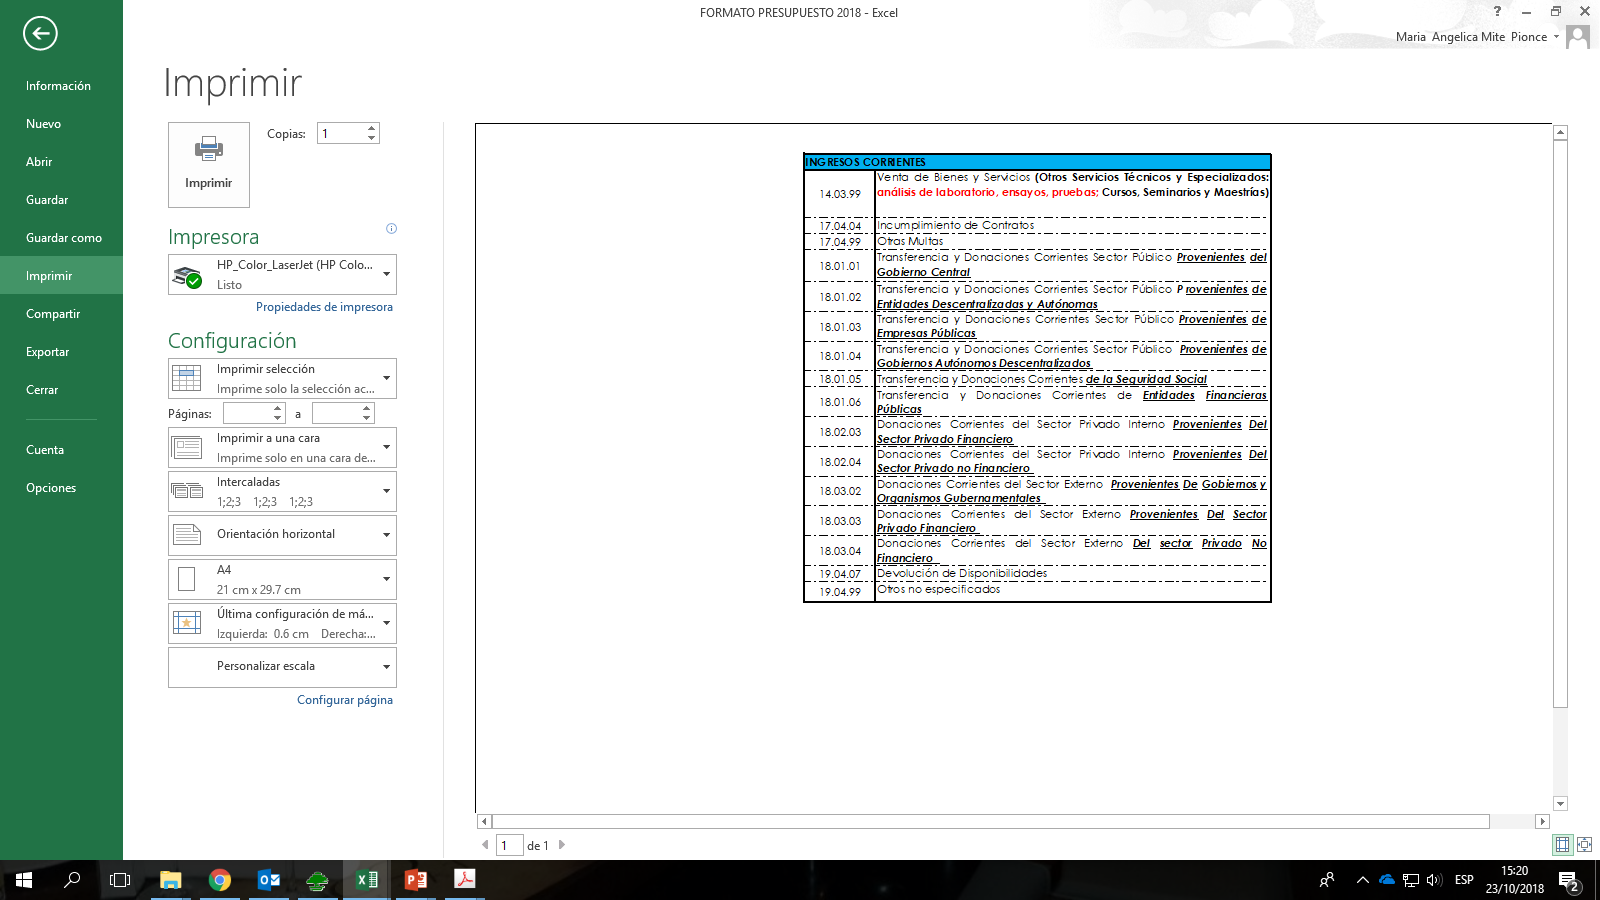 FORMATO PRESUPUESTO 2018 - Excel
?
Maria Angelica Mite Pionce
Información
Nuevo
Abrir
Guardar
Guardar como
Imprimir
Compartir
Exportar
Cerrar
Cuenta
Opciones
Imprimir
Imprimir
Copias: 1
Impresora
HP_Color_LaserJet (HP Colo...
Listo
Propiedades de impresora
Configuración
Imprimir selección
Imprime solo la selección ac...
Páginas: a
Imprimir a una cara
Imprime solo en una cara de...
Intercaladas
1;2;3 1;2;3 1;2;3
Orientación horizontal
A4
21 cm x 29.7 cm
Última configuración de má...
Izquierda: 0.6 cm Derecha:...
Personalizar escala
Configurar página
INGRESOS CORRIENTES
14.03.99 Venta de Bienes y Servicios (Otros Servicios Técnicos y Especializados:
análisis de laboratorio, ensayos, pruebas; Cursos, Seminarios y Maestrías)
17.04.04 Incumplimiento de Contratos
17.04.99 Otras Multas
18.01.01 Transferencia y Donaciones Corrientes Sector Público Provenientes del
Gobierno Central
18.01.02 Transferencia y Donaciones Corrientes Sector Público P rovenientes de
Entidades Descentralizadas y Autónomas
18.01.03 Transferencia y Donaciones Corrientes Sector Público Provenientes de
Empresas Públicas
18.01.04 Transferencia y Donaciones Corrientes Sector Público Provenientes de
Gobiernos Autónomos Descentralizados
18.01.05 Transferencia y Donaciones Corrientes de la Seguridad Social
18.01.06 Transferencia y Donaciones Corrientes de Entidades Financieras
Públicas
18.02.03 Donaciones Corrientes del Sector Privado Interno Provenientes Del
Sector Privado Financiero
18.02.04 Donaciones Corrientes del Sector Privado Interno Provenientes Del
Sector Privado no Financiero
18.03.02 Donaciones Corrientes del Sector Externo Provenientes De Gobiernos y
Organismos Gubernamentales
18.03.03 Donaciones Corrientes del Sector Externo Provenientes Del Sector
Privado Financiero
18.03.04 Donaciones Corrientes del Sector Externo Del sector Privado No
Financiero
19.04.07 Devolución de Disponibilidades
19.04.99 Otros no especificados
1 de 1
ESP
15:20
23/10/2018
2